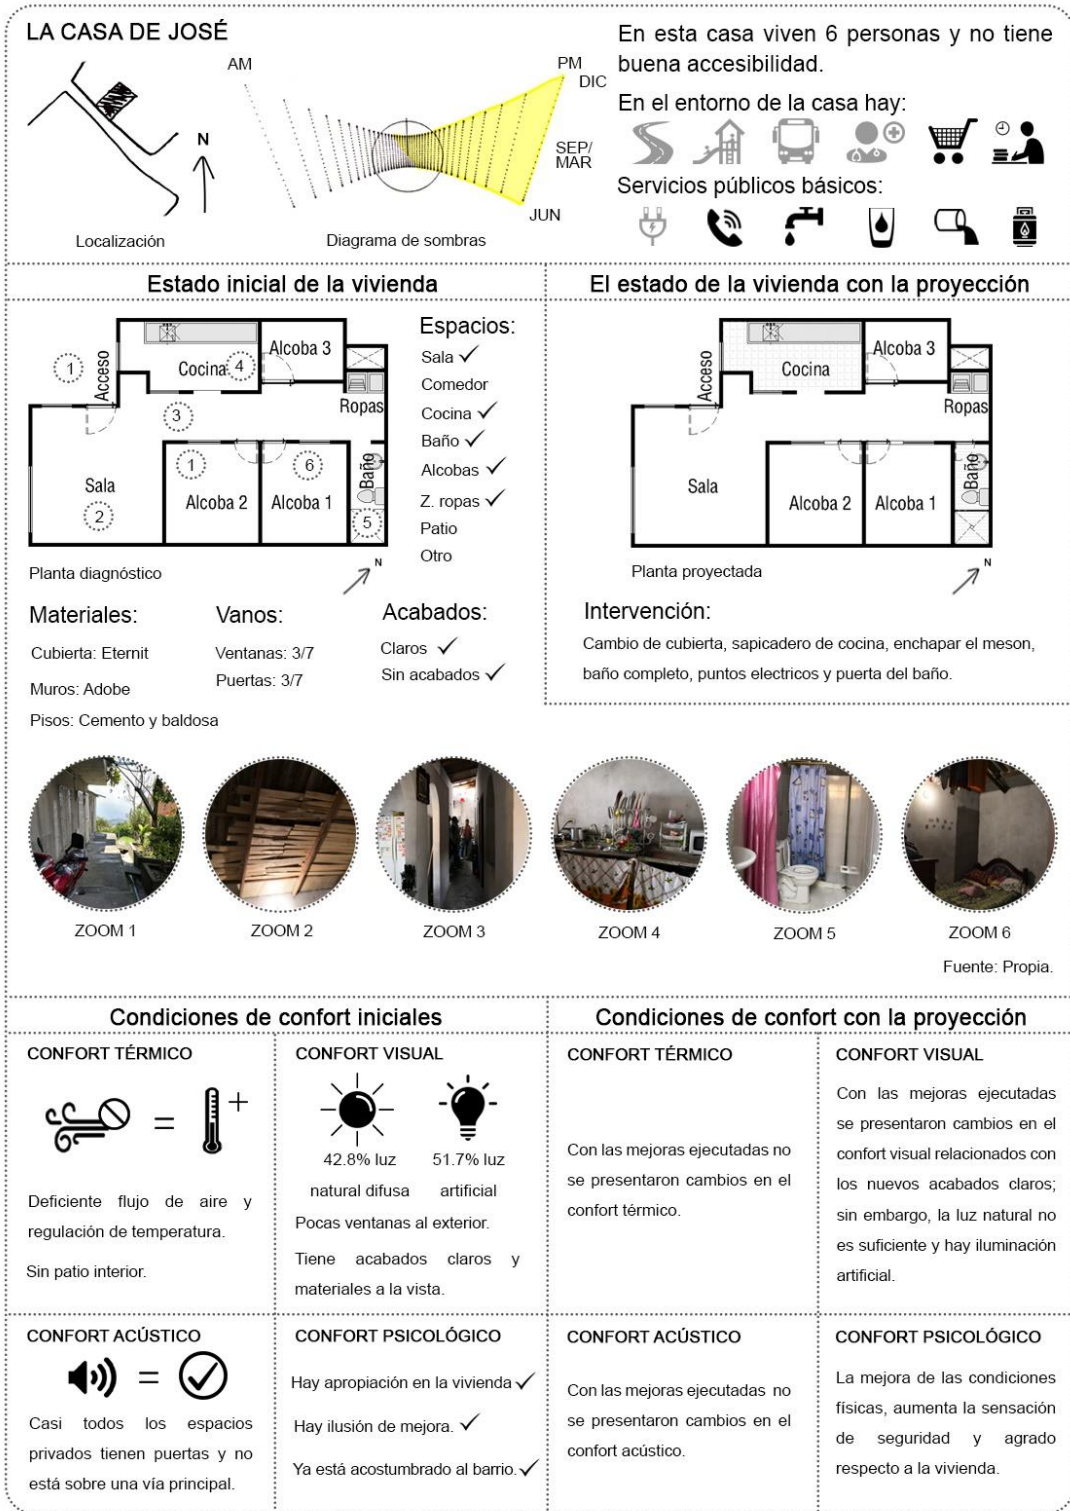 LA CASA DE JOSÉ
N
Localización
AM
PM
DIC
SEP/
MAR
JUN
Diagrama de sombras
En esta casa viven 6 personas y no tiene
buena accesibilidad.
En el entorno de la casa hay:
Servicios públicos básicos:
Estado inicial de la vivienda
Acceso
1
Cocina
4
Alcoba 3
3
Ropas
Sala
2
1
Alcoba 2
6
Alcoba 1
Baño
5
N
Planta diagnóstico
Espacios:
Sala ✓
Comedor
Cocina ✓
Baño ✓
Alcobas ✓
Z. ropas ✓
Patio
Otro
Materiales:
Cubierta: Eternit
Muros: Adobe
Pisos: Cemento y baldosa
Vanos:
Ventanas: 3/7
Puertas: 3/7
Acabados:
Claros ✓
Sin acabados ✓
El estado de la vivienda con la proyección
Acceso
Cocina
Alcoba 3
Ropas
Sala
Alcoba 2
Alcoba 1
Baño
N
Planta proyectada
Intervención:
Cambio de cubierta, sapicadero de cocina, enchapar el meson,
baño completo, puntos electricos y puerta del baño.
ZOOM 1
ZOOM 2
ZOOM 3
ZOOM 4
ZOOM 5
ZOOM 6
Fuente: Propia.
Condiciones de confort iniciales
CONFORT TÉRMICO
= +
Deficiente flujo de aire y
regulación de temperatura.
Sin patio interior.
CONFORT VISUAL
42.8% luz
natural difusa
51.7% luz
artificial
Pocas ventanas al exterior.
Tiene acabados claros y
materiales a la vista.
CONFORT ACÚSTICO
=
Casi todos los espacios
privados tienen puertas y no
está sobre una vía principal.
CONFORT PSICOLÓGICO
Hay apropiación en la vivienda ✓
Hay ilusión de mejora. ✓
Ya está acostumbrado al barrio. ✓
Condiciones de confort con la proyección
CONFORT TÉRMICO
Con las mejoras ejecutadas no
se presentaron cambios en el
confort térmico.
CONFORT VISUAL
Con las mejoras ejecutadas
se presentaron cambios en el
confort visual relacionados con
los nuevos acabados claros;
sin embargo, la luz natural no
es suficiente y hay iluminación
artificial.
CONFORT ACÚSTICO
Con las mejoras ejecutadas no
se presentaron cambios en el
confort acústico.
CONFORT PSICOLÓGICO
La mejora de las condiciones
físicas, aumenta la sensación
de seguridad y agrado
respecto a la vivienda.